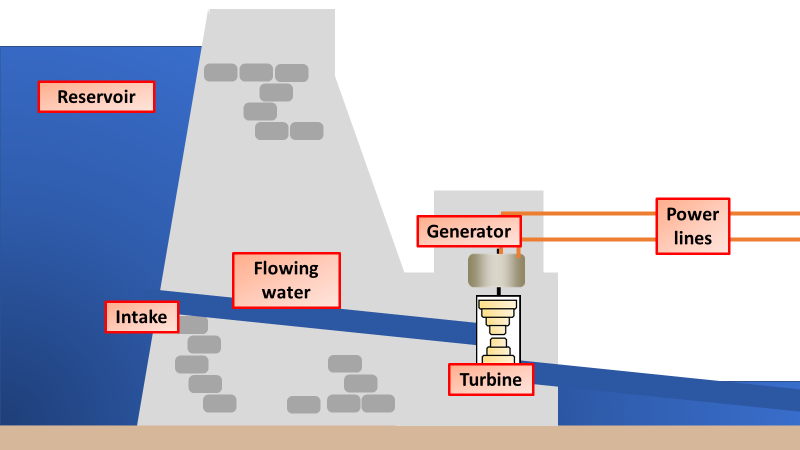 Reservoir
Generator
Power
lines
Flowing
water
Intake
Turbine